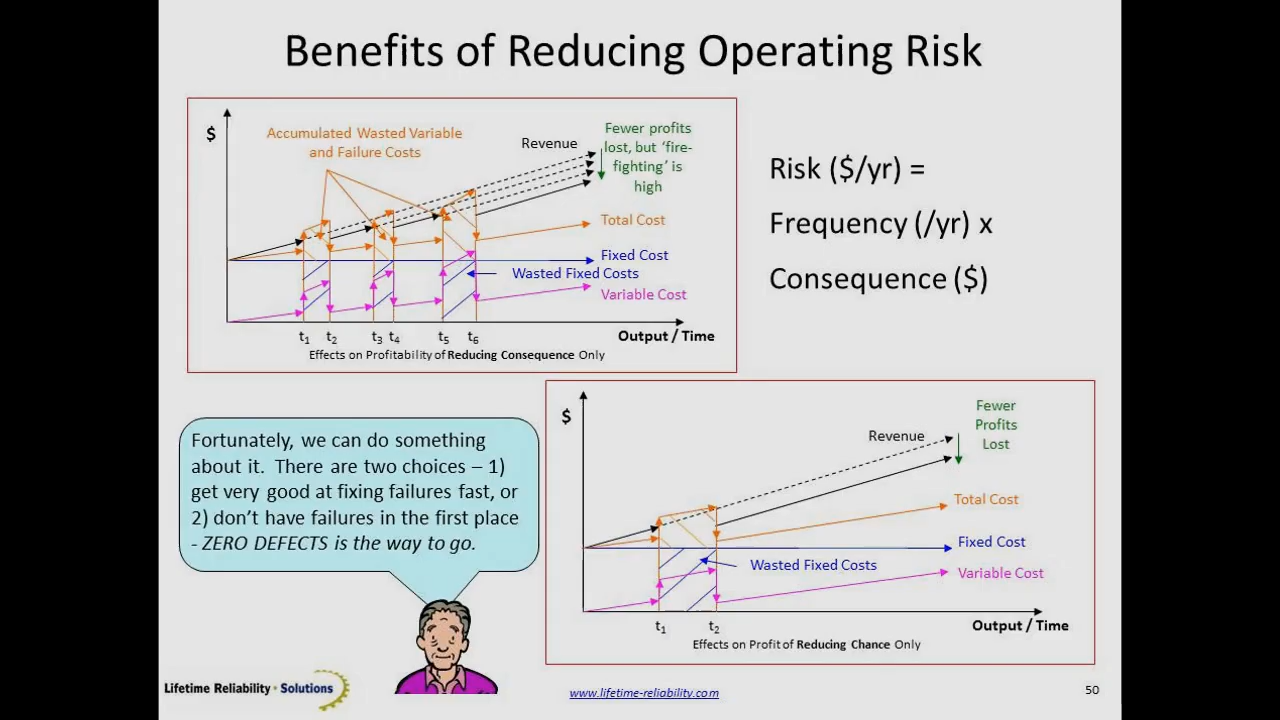 Benefits of Reducing Operating Risk
$
Accumulated Wasted Variable
and Failure Costs
Revenue
Fewer profits
lost, but ‘fire-
fighting’ is
high
Total Cost
Fixed Cost
Wasted Fixed Costs
Variable Cost
t1 t2 t3 t4 t5 t6
Output / Time
Effects on Profitability of Reducing Consequence Only
Risk ($/yr) =
Frequency (/yr) x
Consequence ($)
Fortunately, we can do something
about it. There are two choices – 1)
get very good at fixing failures fast, or
2) don’t have failures in the first place
- ZERO DEFECTS is the way to go.
$
Revenue
Fewer
Profits
Lost
Total Cost
Fixed Cost
Wasted Fixed Costs
Variable Cost
t1 t2
Output / Time
Effects on Profit of Reducing Chance Only
Lifetime Reliability · Solutions
www.lifetime-reliability.com
50